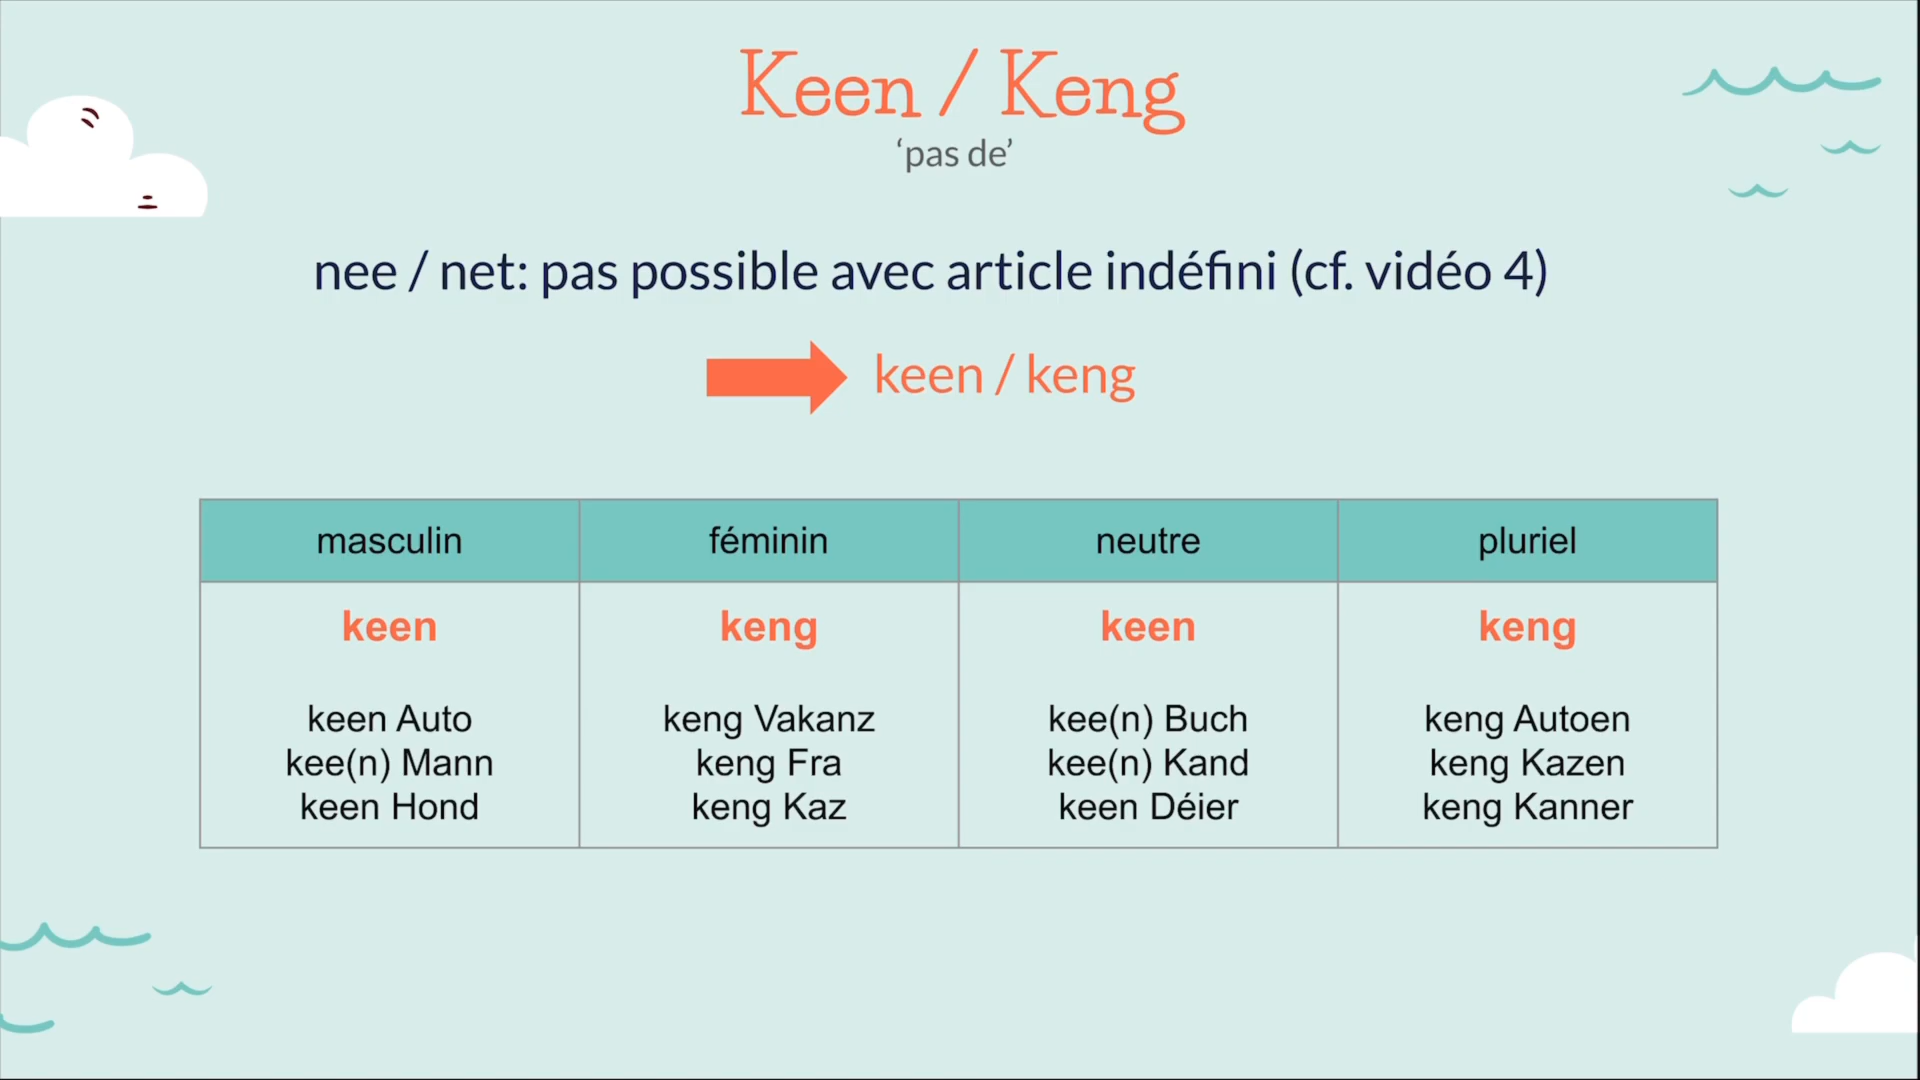 Keen / Keng
‘pas de’
nee / net: pas possible avec article indéfini (cf. vidéo 4)
keen / keng
masculin féminin neutre pluriel
keen keng keen keng
keen Auto keng Vakanz kee(n) Buch keng Autoen
kee(n) Mann keng Fra kee(n) Kand keng Kazen
keen Hond keng Kaz keen Déier keng Kanner